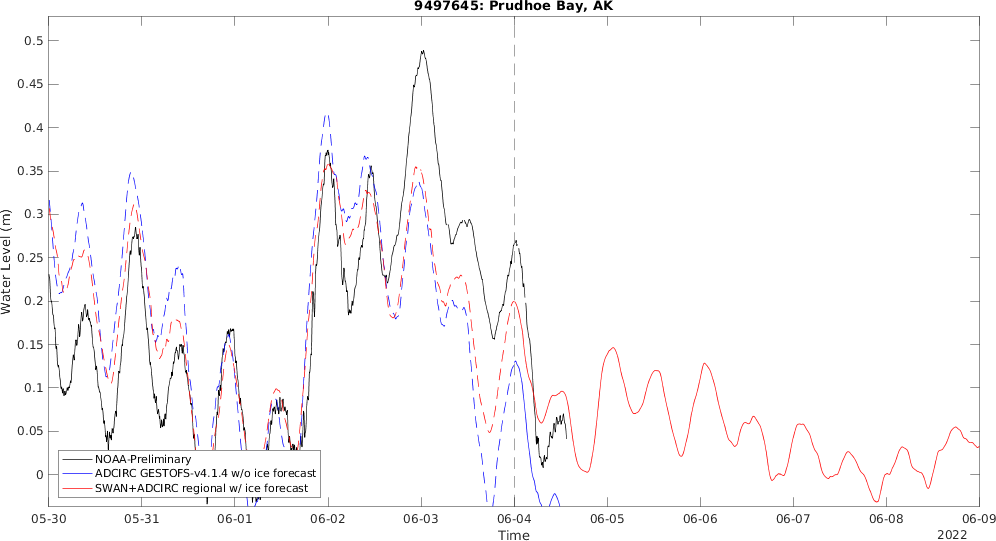 9497645: Prudhoe Bay, AK
Water Level (m)
0.5
0.45
0.4
0.35
0.3
0.25
0.2
0.15
0.1
0.05
0
NOAA-Preliminary
ADCIRC GESTOFS-v4.1.4 w/o ice forecast
SWAN+ADCIRC regional w/ ice forecast
05-30 05-31 06-01 06-02 06-03 06-04 06-05 06-06 06-07 06-08 06-09
Time
2022